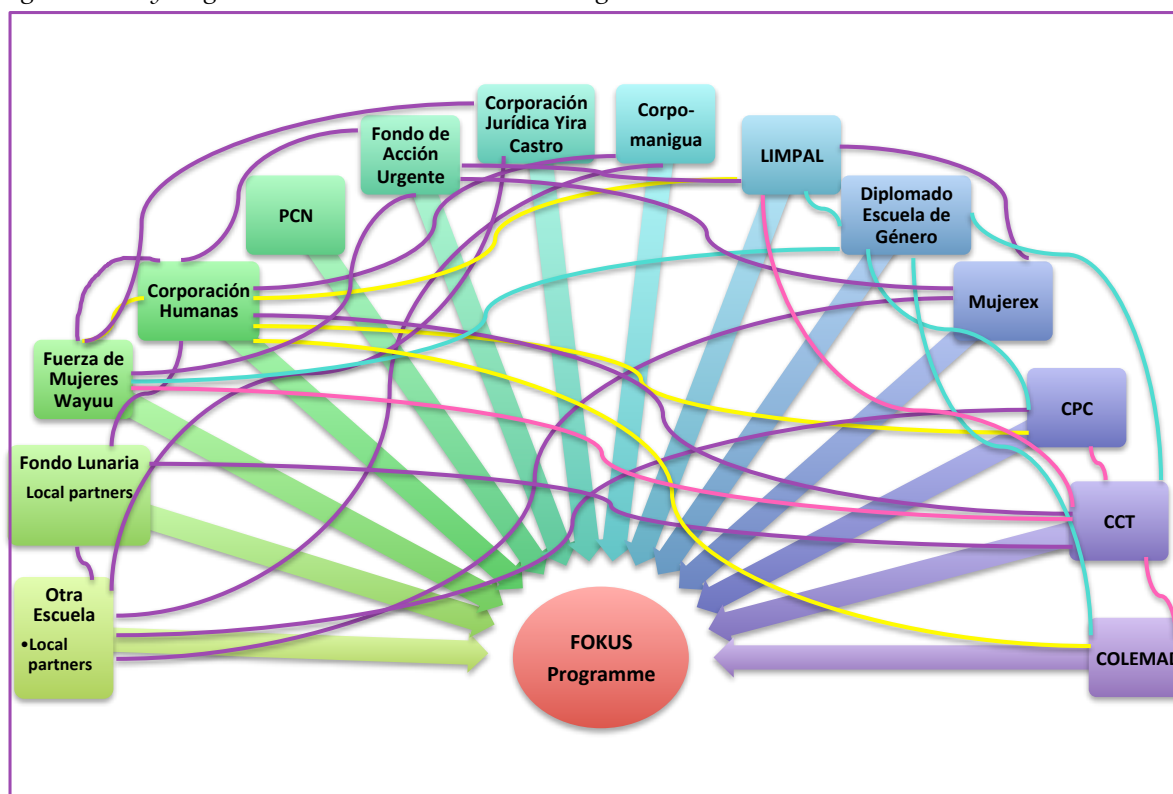 Corporación
Jurídica Yira
Castro
Corpo-
manigua
Fondo de
Acción
Urgente
LIMPAL
Diplomado
Escuela de
Género
PCN
Corporación
Humanas
Mujerex
Fuerza de
Mujeres
Wayuu
CPC
Fondo Lunaria
Local partners
CCT
Otra
Escuela
•Local
partners
FOKUS
Programme
COLEMAD